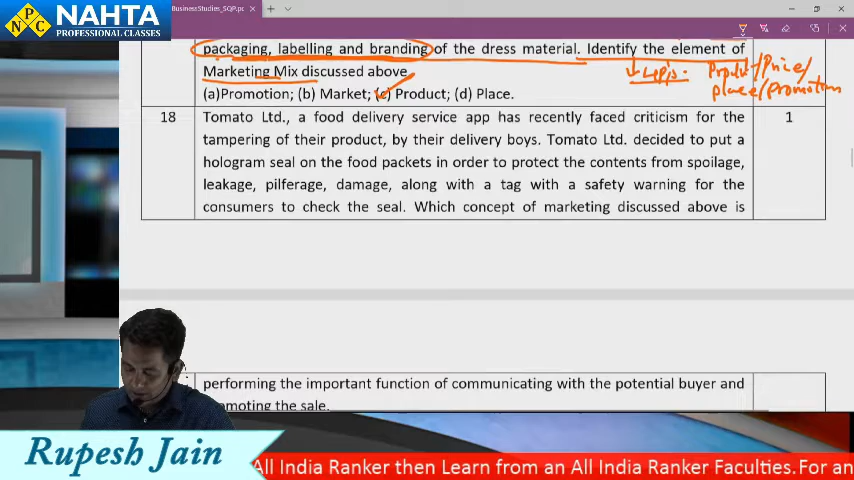 NPC
NAHTA
PROFESSIONAL CLASSES
BusinessStudies_SQP.pc
packaging, labelling and branding of the dress material. Identify the element of
Marketing Mix discussed above
4pp's. Product/Price/
place/promotion
(a)Promotion; (b) Market; (c) Product; (d) Place.
18
Tomato Ltd., a food delivery service app has recently faced criticism for the
1
tampering of their product, by their delivery boys. Tomato Ltd. decided to put a
hologram seal on the food packets in order to protect the contents from spoilage,
leakage, pilferage, damage, along with a tag with a safety warning for the
consumers to check the seal. Which concept of marketing discussed above is
performing the important function of communicating with the potential buyer and
promoting the sale.
Rupesh Jain
All India Ranker then Learn from an All India Ranker Faculties.For an